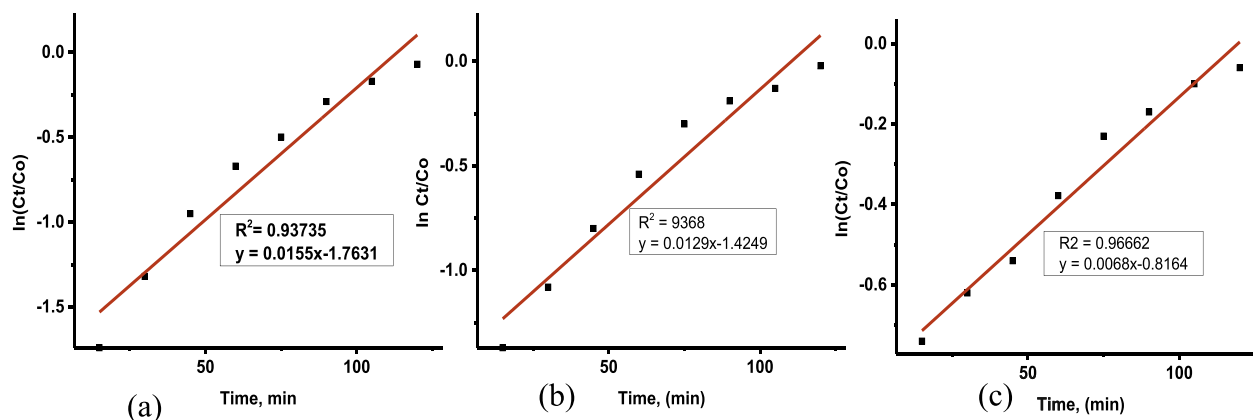 ln(Ct/Co)
0.0
-0.5
-1.0
-1.5
R²= 0.93735
y = 0.0155x-1.7631
50
100
Time, min
(a)
ln Ct/Co
0.0
-0.5
-1.0
R² = 9368
y = 0.0129x-1.4249
50
100
Time, (min)
(b)
ln(Ct/Co)
0.0
-0.2
-0.4
-0.6
R2 = 0.96662
y = 0.0068x-0.8164
50
100
Time, (min)
(c)